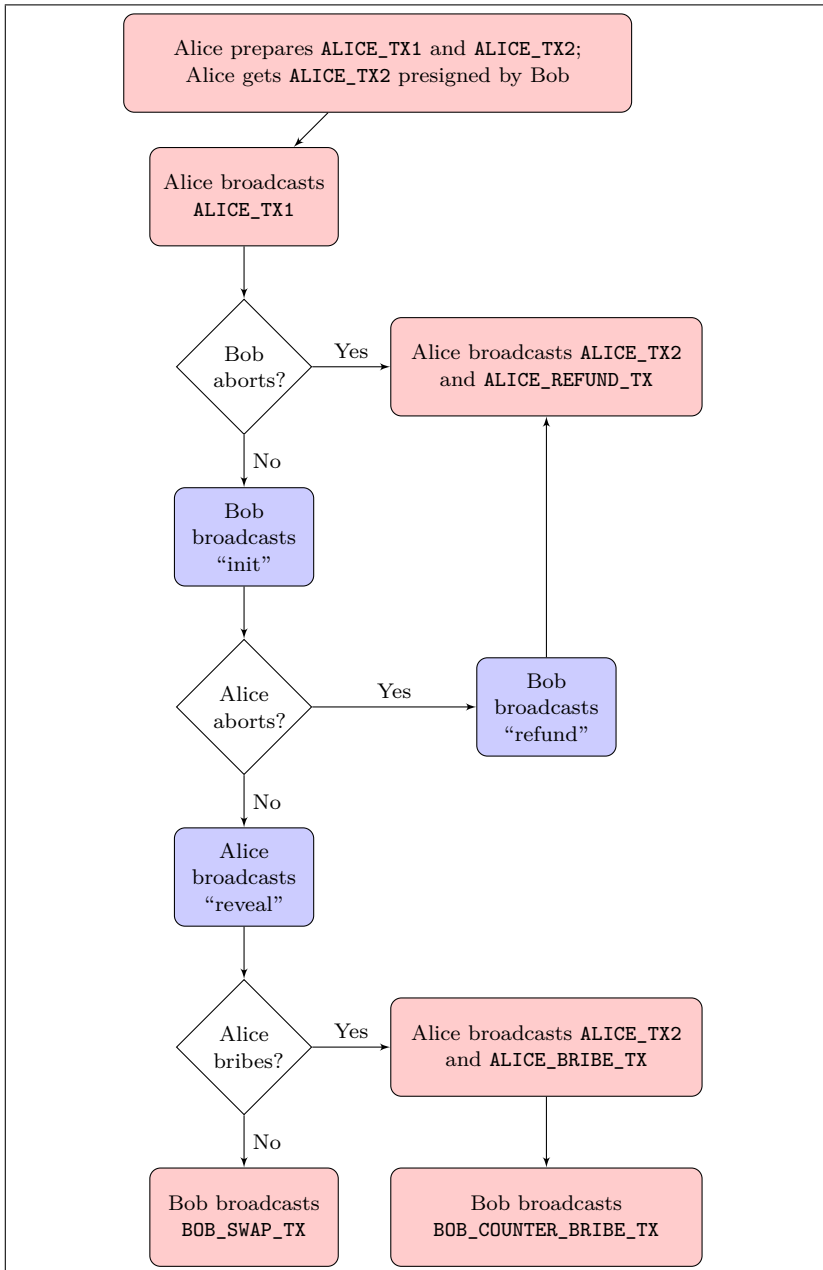 Alice prepares ALICE_TX1 and ALICE_TX2;
Alice gets ALICE_TX2 presigned by Bob
Alice broadcasts
ALICE_TX1
Bob
aborts?
Yes
Alice broadcasts ALICE_TX2
and ALICE_REFUND_TX
No
Bob
broadcasts
“init”
Alice
aborts?
Yes
Bob
broadcasts
“refund”
No
Alice
broadcasts
“reveal”
Alice
bribes?
Yes
Alice broadcasts ALICE_TX2
and ALICE_BRIBE_TX
No
Bob broadcasts
BOB_SWAP_TX
Bob broadcasts
BOB_COUNTER_BRIBE_TX